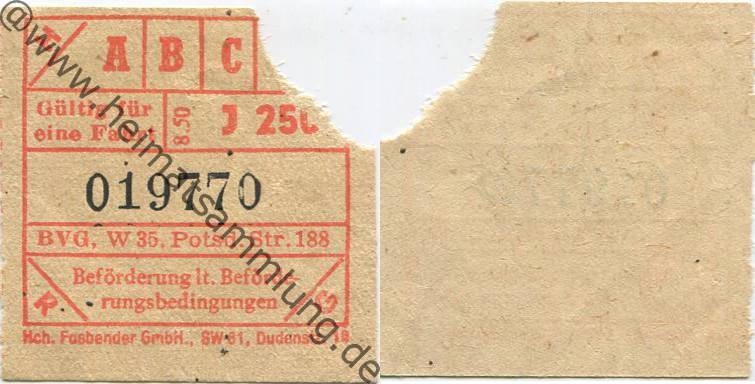 T A B C
Gültig für
eine Fahrt 8.50 J 250
019770
BVG, W 35, Potsd. Str. 188
Beförderung lt. Beförde-
rungsbedingungen
R S
Hch. Fasbender GmbH., SW 61, Dudenstr. 18
@www.heimatsammlung.de